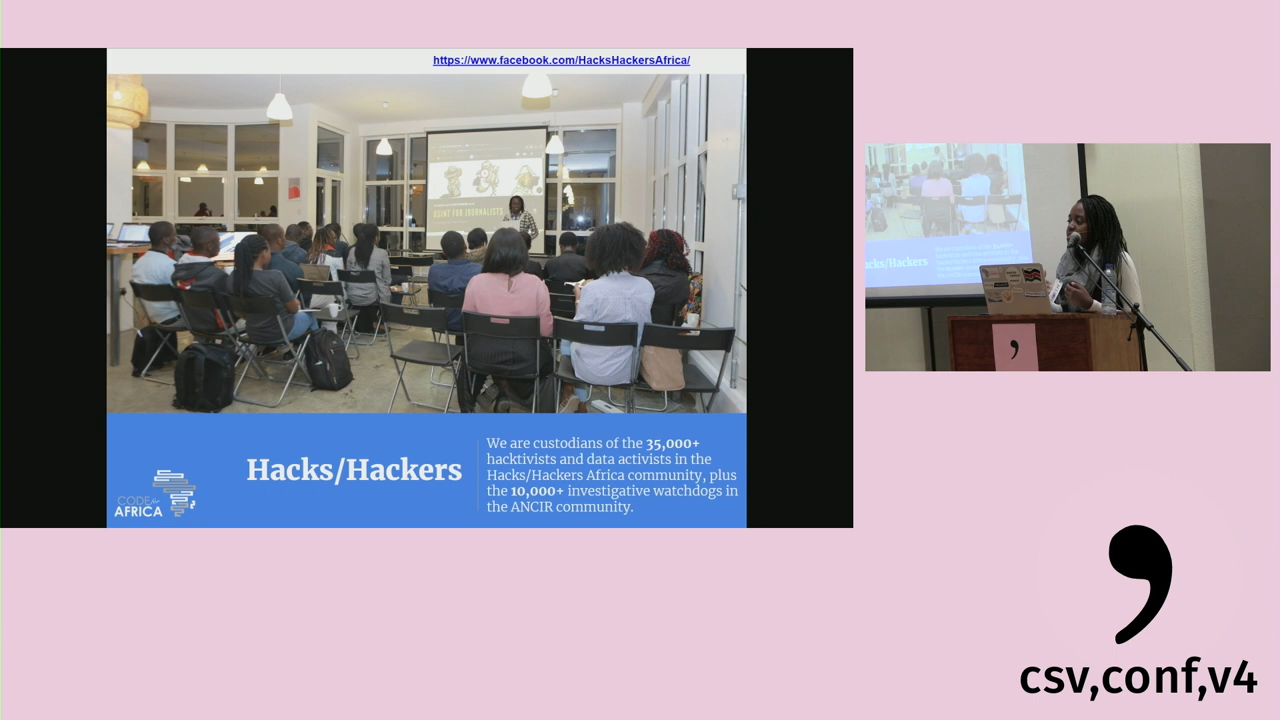 https://www.facebook.com/HacksHackersAfrica/
OSINT FOR JOURNALISTS
Hacks/Hackers
We are custodians of the 35,000+
hacktivists and data activists in the
Hacks/Hackers Africa community, plus
the 10,000+ investigative watchdogs in
the ANCIR community.
CODE for
AFRICA
cks/Hackers
,
csv,conf,v4